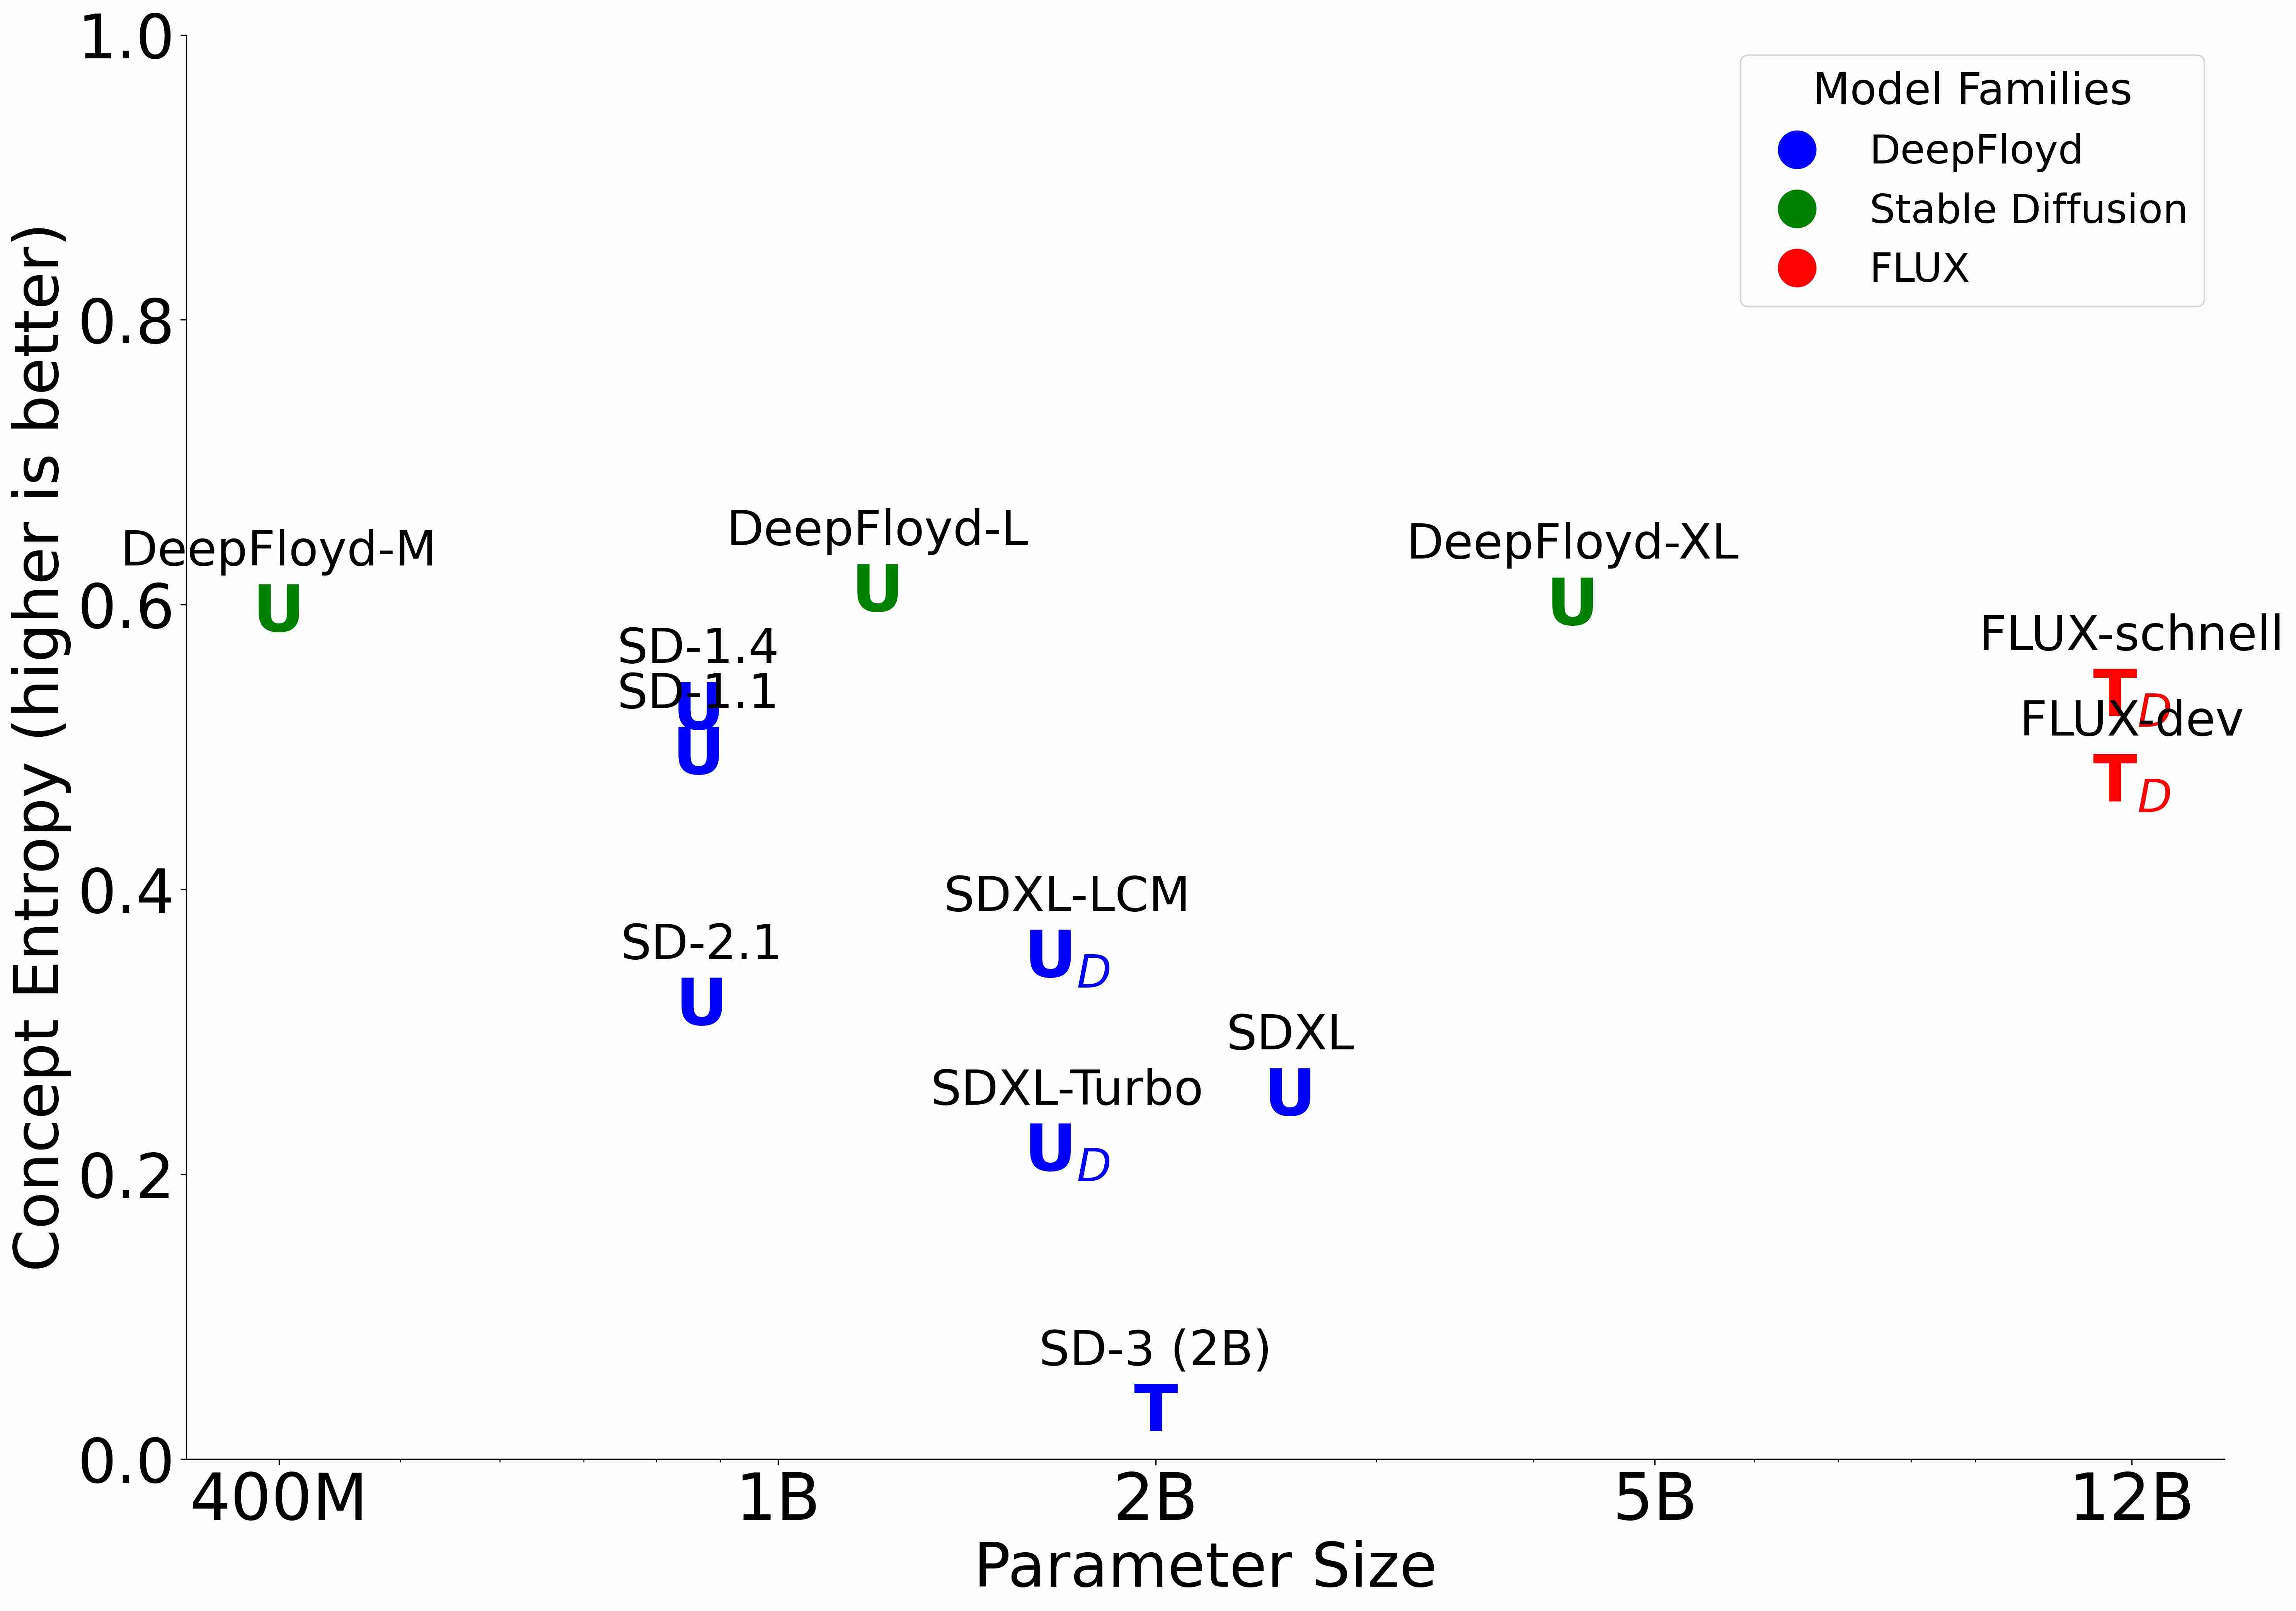 1.0
0.8
0.6
0.4
0.2
0.0
Concept Entropy (higher is better)
Model Families
DeepFloyd
Stable Diffusion
FLUX
DeepFloyd-M
U
DeepFloyd-L
U
DeepFloyd-XL
U
SD-1.4
U
SD-1.1
U
FLUX-schnell
T D
FLUX-dev
T D
SDXL-LCM
U D
SD-2.1
U
SDXL
U
SDXL-Turbo
U D
SD-3 (2B)
T
400M
1B
2B
5B
12B
Parameter Size